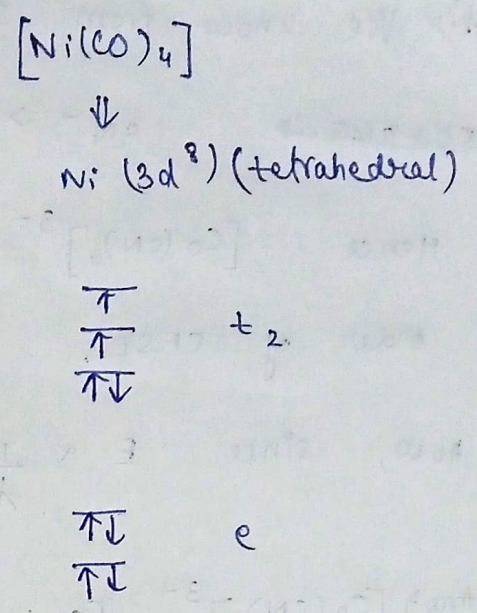 [Ni(CO)4]
⇓
Ni (3d8) (tetrahedral)
↑
↑ t2.
↑↓
↑↓ e
↑↓